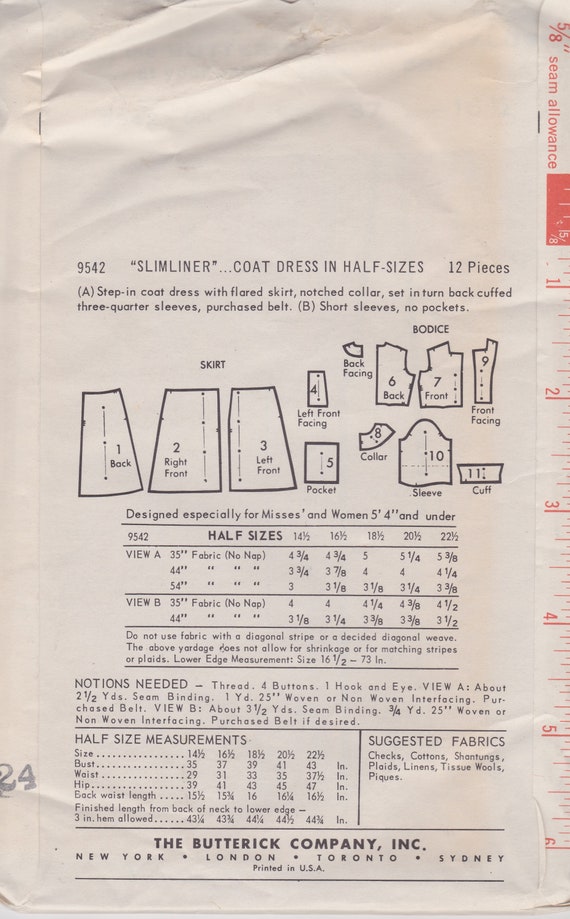 5/8" seam allowance
5/8
1
2
3
4
5
6
9542 "SLIMLINER"...COAT DRESS IN HALF-SIZES 12 Pieces
(A) Step-in coat dress with flared skirt, notched collar, set in turn back cuffed
three-quarter sleeves, purchased belt. (B) Short sleeves, no pockets.
BODICE
SKIRT
Back
Facing
6
Back
7
Front
9
Front
Facing
4
Left Front
Facing
1
Back
2
Right
Front
3
Left
Front
5
Pocket
8
Collar
10
Sleeve
11
Cuff
Designed especially for Misses' and Women 5' 4" and under
9542 HALF SIZES 14½ 16½ 18½ 20½ 22½
VIEW A 35" Fabric (No Nap) 4 3/4 4 3/4 5 5 1/4 5 3/8
44" " " " 3 3/4 3 7/8 4 4 4 1/4
54" " " " 3 3 1/8 3 1/8 3 1/4 3 3/8
VIEW B 35" Fabric (No Nap) 4 4 4 1/4 4 3/8 4 1/2
44" " " " 3 1/8 3 1/4 3 3/8 3 3/8 3 1/2
Do not use fabric with a diagonal stripe or a decided diagonal weave.
The above yardage does not allow for shrinkage or for matching stripes
or plaids. Lower Edge Measurement: Size 16 1/2 – 73 In.
NOTIONS NEEDED – Thread. 4 Buttons. 1 Hook and Eye. VIEW A: About
2 1/2 Yds. Seam Binding. 1 Yd. 25" Woven or Non Woven Interfacing. Pur-
chased Belt. VIEW B: About 3 1/2 Yds. Seam Binding. 3/4 Yd. 25" Woven or
Non Woven Interfacing. Purchased Belt if desired.
HALF SIZE MEASUREMENTS
Size................14½ 16½ 18½ 20½ 22½
Bust................35 37 39 41 43 In.
Waist...............29 31 33 35 37½ In.
Hip.................39 41 43 45 47 In.
Back waist length.....15½ 15¾ 16 16¼ 16½ In.
Finished length from back of neck to lower edge –
3 in. hem allowed.....43¼ 43¾ 44¼ 44½ 44¾ In.
SUGGESTED FABRICS
Checks, Cottons, Shantungs,
Plaids, Linens, Tissue Wools,
Piques.
24
THE BUTTERICK COMPANY, INC.
NEW YORK • LONDON • TORONTO • SYDNEY
Printed in U.S.A.